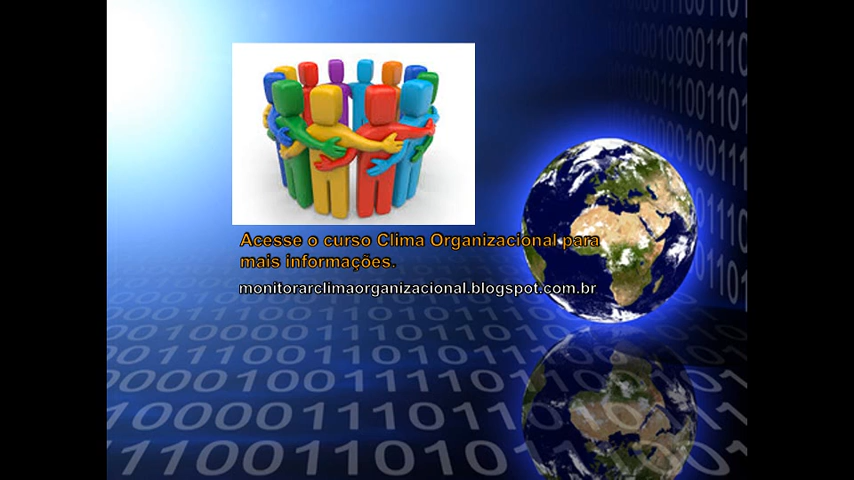 Acesse o curso Clima Organizacional para
mais informações.
monitorarclimaorganizacional.blogspot.com.br